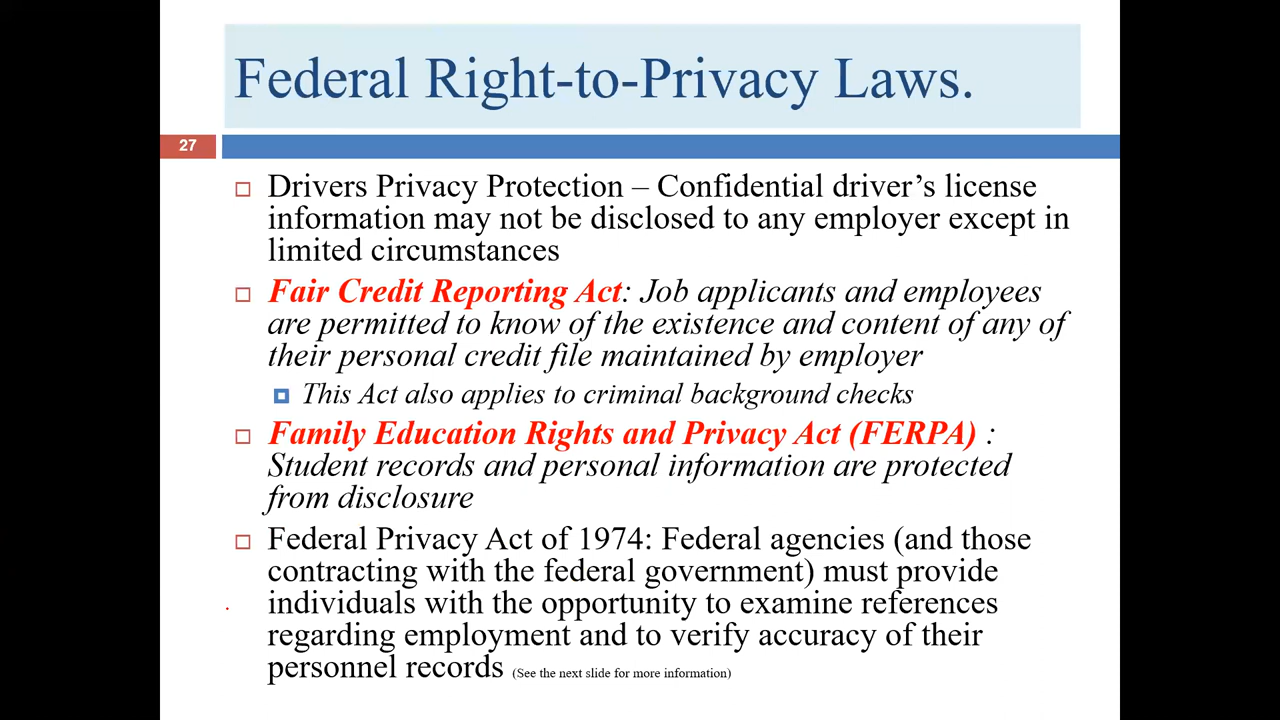 Federal Right-to-Privacy Laws.
27
Drivers Privacy Protection – Confidential driver’s license
information may not be disclosed to any employer except in
limited circumstances
Fair Credit Reporting Act: Job applicants and employees
are permitted to know of the existence and content of any of
their personal credit file maintained by employer
This Act also applies to criminal background checks
Family Education Rights and Privacy Act (FERPA) :
Student records and personal information are protected
from disclosure
Federal Privacy Act of 1974: Federal agencies (and those
contracting with the federal government) must provide
individuals with the opportunity to examine references
regarding employment and to verify accuracy of their
personnel records (See the next slide for more information)